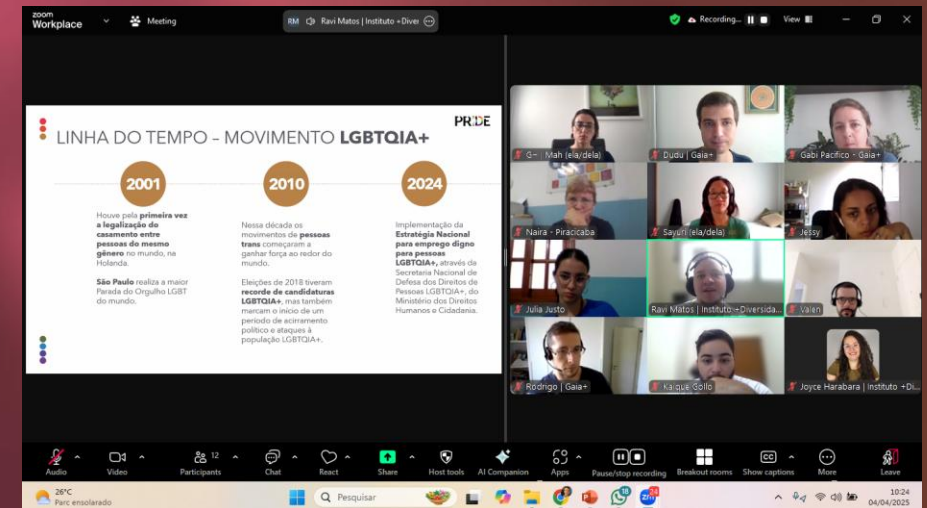 zoom
Workplace
Meeting
RM Ravi Matos | Instituto +Diver
Recording...
View
LINHA DO TEMPO – MOVIMENTO LGBTQIA+
PRIDE
2001
Houve pela primeira vez
a legalização do
casamento entre
pessoas do mesmo
gênero no mundo, na
Holanda.
São Paulo realiza a maior
Parada do Orgulho LGBT
do mundo.
2010
Nessa década os
movimentos de pessoas
trans começaram a
ganhar força ao redor do
mundo.
Eleições de 2018 tiveram
recorde de candidaturas
LGBTQIA+, mas também
marcam o início de um
período de acirramento
político e ataques à
população LGBTQIA+.
2024
Implementação da
Estratégia Nacional
para emprego digno
para pessoas
LGBTQIA+, através da
Secretaria Nacional de
Defesa dos Direitos de
Pessoas LGBTQIA+, do
Ministério dos Direitos
Humanos e Cidadania.
G+ | Mah (ela/dela)
Dudu | Gaia+
Gabi Pacifico - Gaia+
Naira - Piracicaba
Sayuri (ela/dela)
Jessy
Julia Justo
Ravi Matos | Instituto +Diversida...
Valen
Rodrigo | Gaia+
Kaique Gollo
Joyce Harabara | Instituto +Di...
Audio
Video
12
Participants
Chat
React
Share
Host tools
AI Companion
Apps
Pause/stop recording
Breakout rooms
CC
Show captions
More
Leave
26°C
Parc ensolarado
Pesquisar
24
10:24
04/04/2025